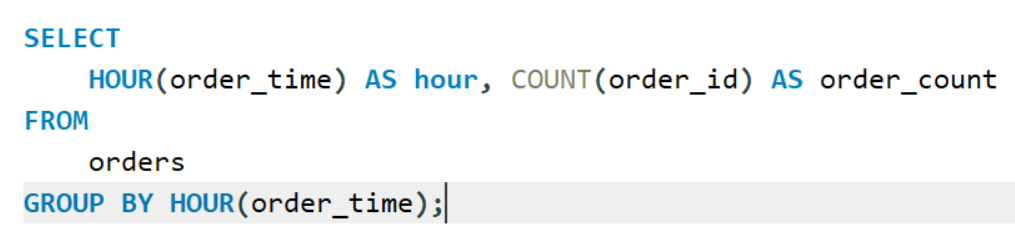 SELECT
    HOUR(order_time) AS hour, COUNT(order_id) AS order_count
FROM
    orders
GROUP BY HOUR(order_time);